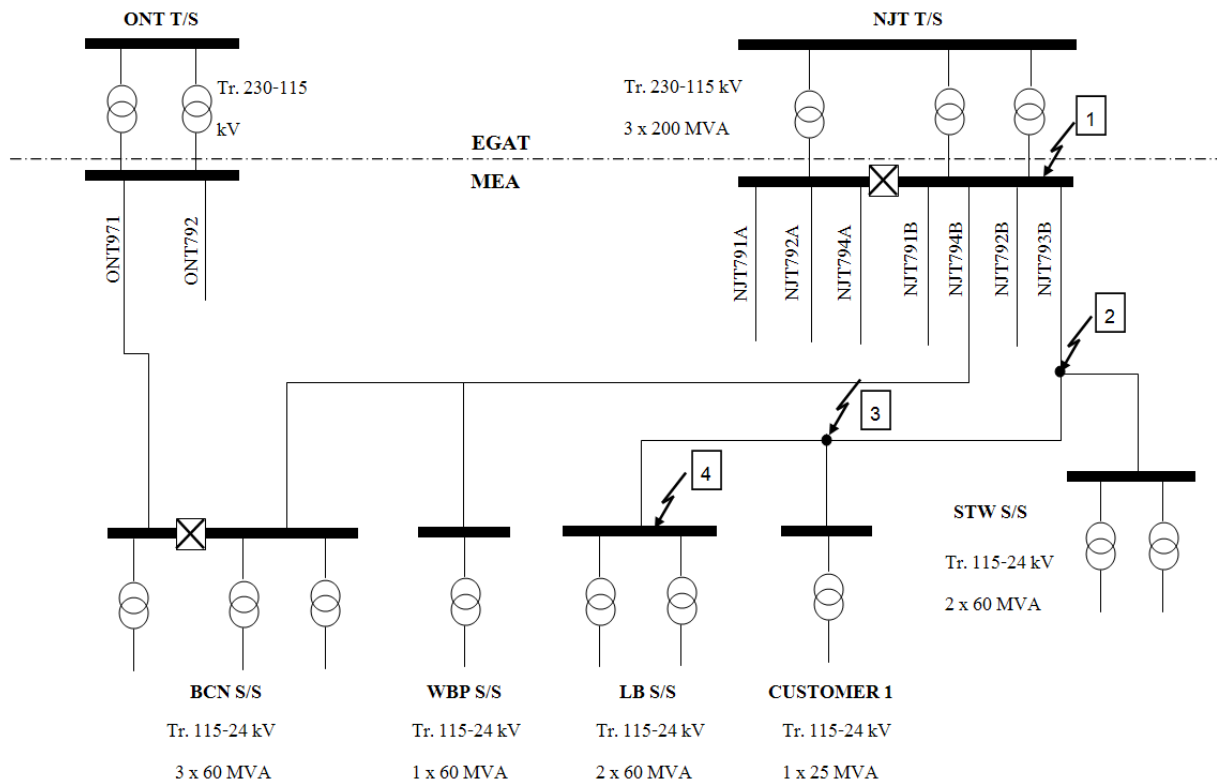 ONT T/S
NJT T/S
Tr. 230-115
kV
Tr. 230-115 kV
3 x 200 MVA
1
EGAT
MEA
ONT971
ONT792
NJT791A
NJT792A
NJT794A
NJT791B
NJT794B
NJT792B
NJT793B
2
3
4
STW S/S
Tr. 115-24 kV
2 x 60 MVA
BCN S/S
Tr. 115-24 kV
3 x 60 MVA
WBP S/S
Tr. 115-24 kV
1 x 60 MVA
LB S/S
Tr. 115-24 kV
2 x 60 MVA
CUSTOMER 1
Tr. 115-24 kV
1 x 25 MVA